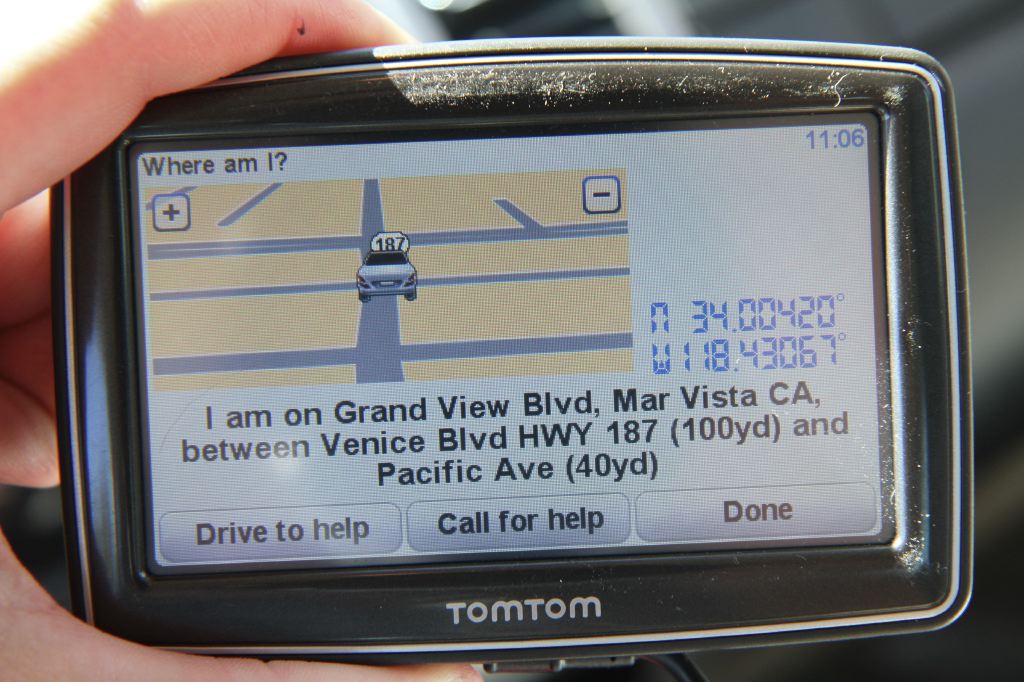 11:06
Where am I?
+
−
187
N 34.00420°
W118.43067°
I am on Grand View Blvd, Mar Vista CA,
between Venice Blvd HWY 187 (100yd) and
Pacific Ave (40yd)
Drive to help
Call for help
Done
TOMTOM